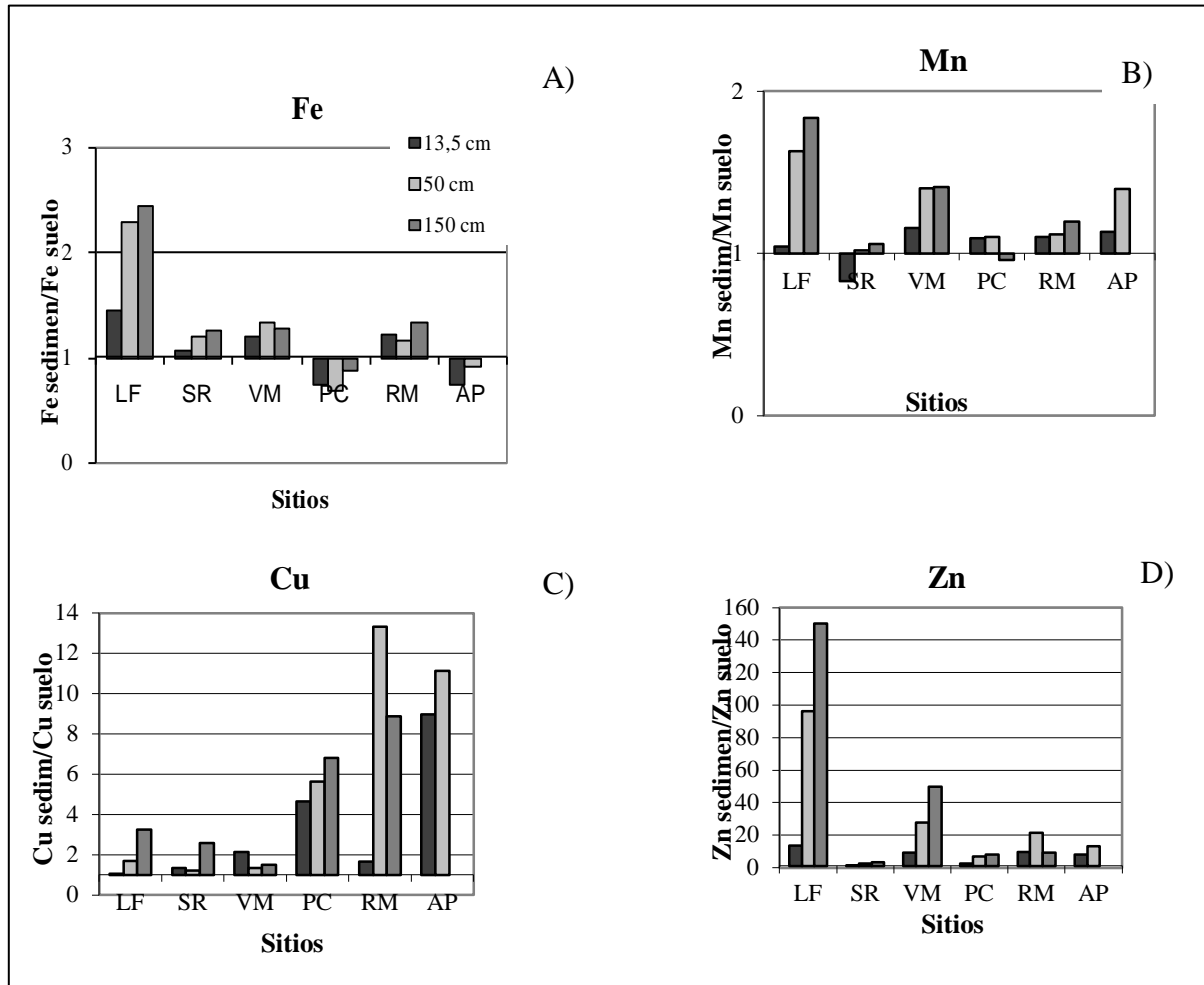 A)
Fe
13,5 cm
50 cm
150 cm
3
2
1
0
Fe sedimen/Fe suelo
LF SR VM PC RM AP
Sitios
B)
Mn
2
1
0
Mn sedim/Mn suelo
LF SR VM PC RM AP
Sitios
C)
Cu
14
12
10
8
6
4
2
0
Cu sedim/Cu suelo
LF SR VM PC RM AP
Sitios
D)
Zn
160
140
120
100
80
60
40
20
0
Zn sedimen/Zn suelo
LF SR VM PC RM AP
Sitios